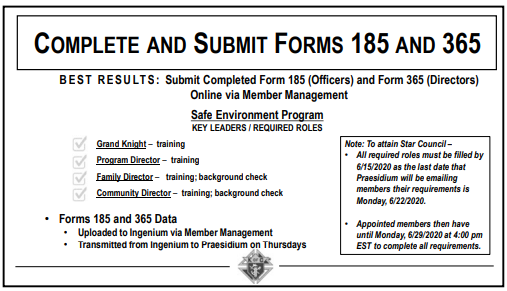 COMPLETE AND SUBMIT FORMS 185 AND 365
BEST RESULTS: Submit Completed Form 185 (Officers) and Form 365 (Directors)
Online via Member Management
Safe Environment Program
KEY LEADERS / REQUIRED ROLES
Grand Knight – training
Program Director – training
Family Director – training; background check
Community Director – training; background check
• Forms 185 and 365 Data
• Uploaded to Ingenium via Member Management
• Transmitted from Ingenium to Praesidium on Thursdays
Note: To attain Star Council –
• All required roles must be filled by
6/15/2020 as the last date that
Praesidium will be emailing
members their requirements is
Monday, 6/22/2020.
• Appointed members then have
until Monday, 6/29/2020 at 4:00 pm
EST to complete all requirements.